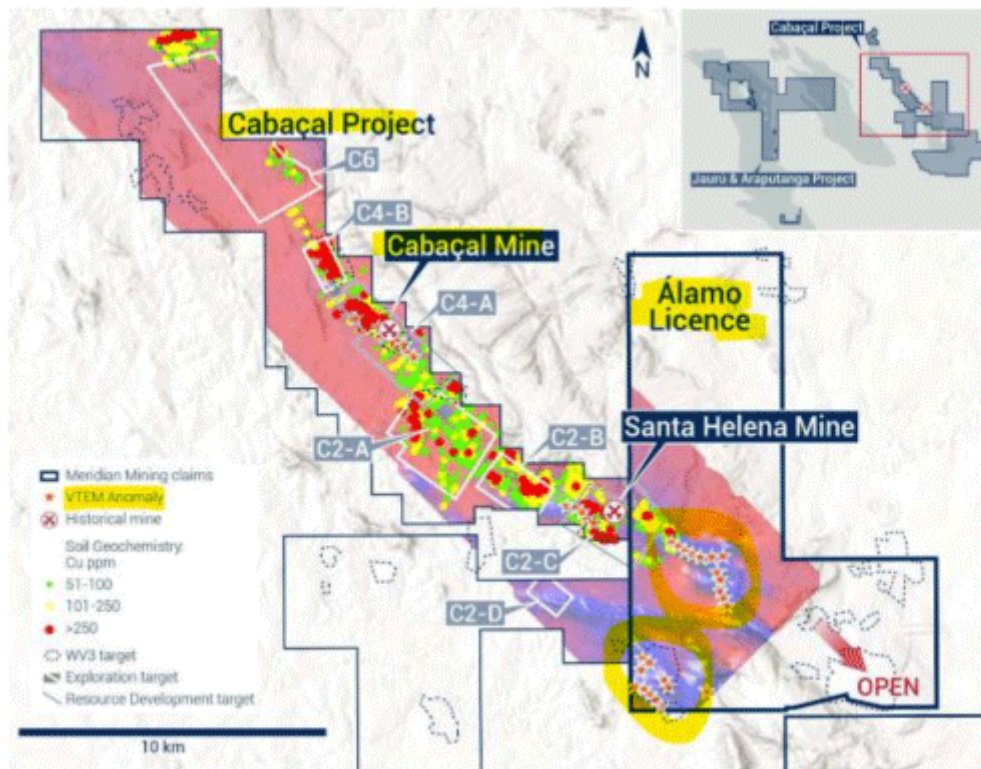 Cabaçal Project
N
Jauru & Araputanga Project
Cabaçal Project
C6
C4-B
Cabaçal Mine
C4-A
Álamo
Licence
Santa Helena Mine
C2-A
C2-B
C2-C
C2-D
OPEN
Meridian Mining claims
VTEM Anomaly
Historical mine
Soil Geochemistry:
Cu ppm
51-100
101-250
>250
WV3 target
Exploration target
Resource Development target
10 km